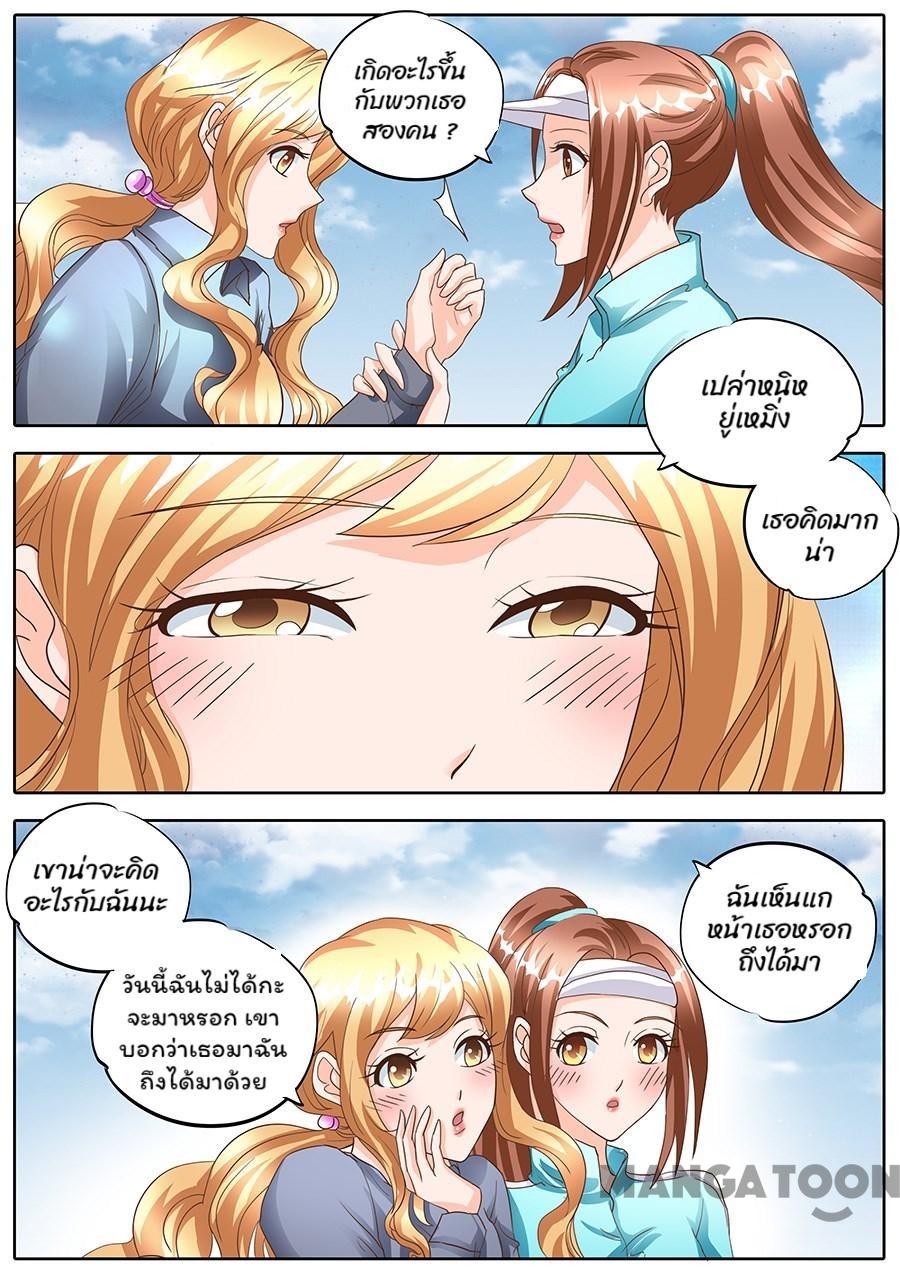 เกิดอะไรขึ้น
กับพวกเธอ
สองคน ?
เปล่าหนิห
ยู่เหมิ่ง
เธอคิดมาก
น่า
เขาน่าจะคิด
อะไรกับฉันนะ
วันนี้ฉันไม่ได้กะ
จะมาหรอก เขา
บอกว่าเธอมาฉัน
ถึงได้มาด้วย
ฉันเห็นแก
หน้าเธอหรอก
ถึงได้มา
MANGATOON